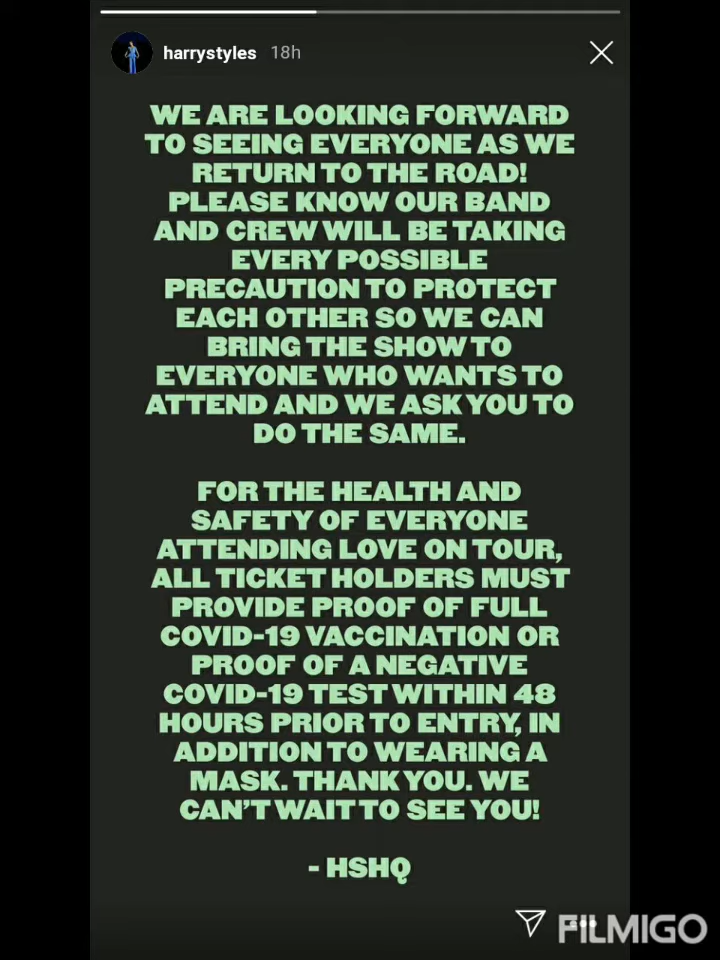 harrystyles 18h
WE ARE LOOKING FORWARD
TO SEEING EVERYONE AS WE
RETURN TO THE ROAD!
PLEASE KNOW OUR BAND
AND CREW WILL BE TAKING
EVERY POSSIBLE
PRECAUTION TO PROTECT
EACH OTHER SO WE CAN
BRING THE SHOW TO
EVERYONE WHO WANTS TO
ATTEND AND WE ASK YOU TO
DO THE SAME.
FOR THE HEALTH AND
SAFETY OF EVERYONE
ATTENDING LOVE ON TOUR,
ALL TICKET HOLDERS MUST
PROVIDE PROOF OF FULL
COVID-19 VACCINATION OR
PROOF OF A NEGATIVE
COVID-19 TEST WITHIN 48
HOURS PRIOR TO ENTRY, IN
ADDITION TO WEARING A
MASK. THANK YOU. WE
CAN'T WAIT TO SEE YOU!
- HSHQ
FILMIGO